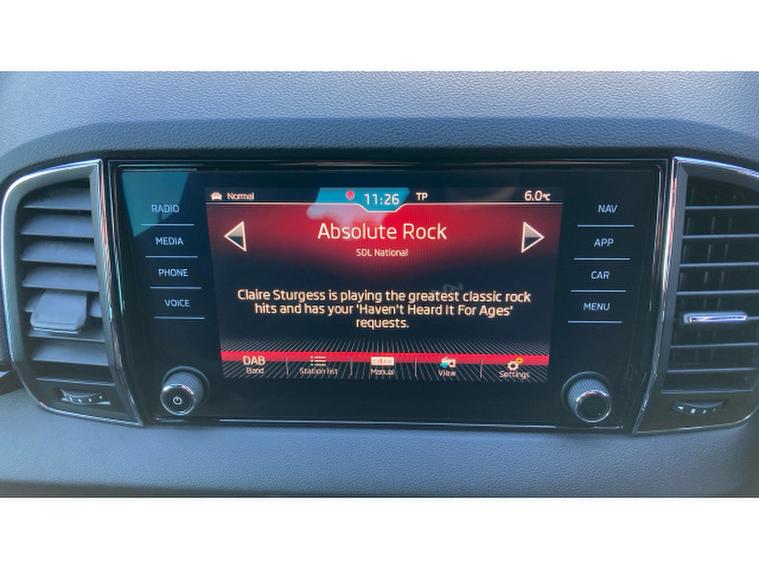 Normal 11:26 TP 6.0°C
RADIO
MEDIA
PHONE
VOICE
Absolute Rock
SDL National
Claire Sturgess is playing the greatest classic rock
hits and has your 'Haven't Heard It For Ages'
requests.
DAB
Band
Station list
Manual
View
Settings
NAV
APP
CAR
MENU